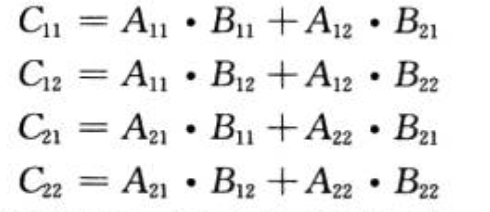 C₁₁ = A₁₁ • B₁₁ + A₁₂ • B₂₁
C₁₂ = A₁₁ • B₁₂ + A₁₂ • B₂₂
C₂₁ = A₂₁ • B₁₁ + A₂₂ • B₂₁
C₂₂ = A₂₁ • B₁₂ + A₂₂ • B₂₂